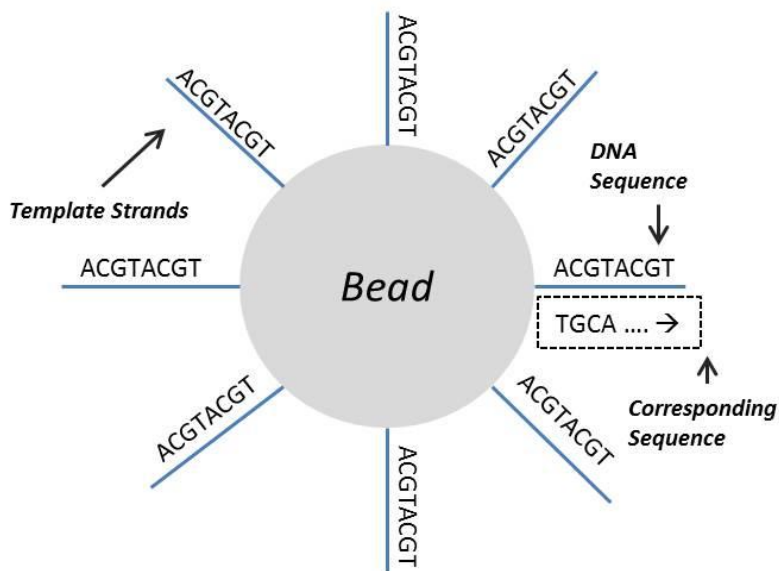 ACGTACGT
ACGTACGT
ACGTACGT
DNA
Sequence
Template Strands
ACGTACGT
Bead
ACGTACGT
TGCA .... →
ACGTACGT
ACGTACGT
ACGTACGT
Corresponding
Sequence